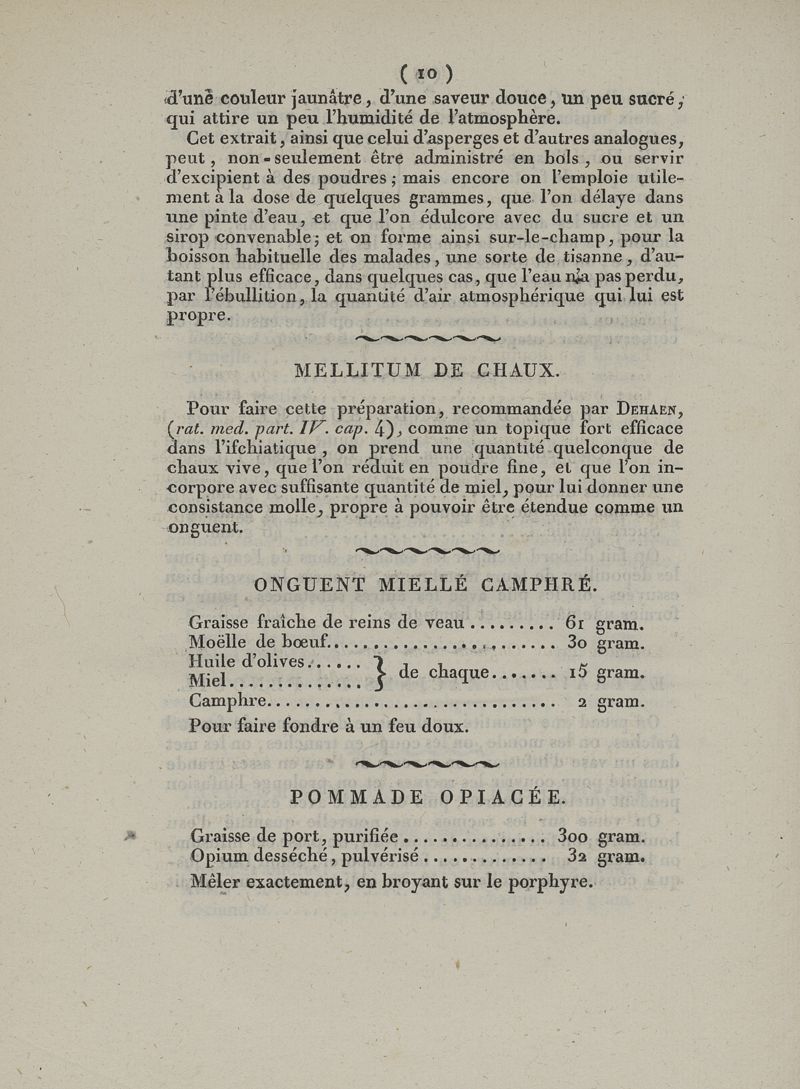 ( 10 )
d'une couleur jaunâtre, d'une saveur douce, un peu sucré,
qui attire un peu l'humidité de l'atmosphère.
Cet extrait, ainsi que celui d'asperges et d'autres analogues,
peut, non-seulement être administré en bols, ou servir
d'excipient à des poudres; mais encore on l'emploie utile-
ment à la dose de quelques grammes, que l'on délaye dans
une pinte d'eau, et que l'on édulcore avec du sucre et un
sirop convenable; et on forme ainsi sur-le-champ, pour la
boisson habituelle des malades, une sorte de tisanne, d'au-
tant plus efficace, dans quelques cas, que l'eau n'a pas perdu,
par l'ébullition, la quantité d'air atmosphérique qui lui est
propre.
MELLITUM DE CHAUX.
Pour faire cette préparation, recommandée par DEHAEN,
(rat. med. part. IV. cap. 4), comme un topique fort efficace
dans l'ifchiatique, on prend une quantité quelconque de
chaux vive, que l'on réduit en poudre fine, et que l'on in-
corpore avec suffisante quantité de miel, pour lui donner une
consistance molle, propre à pouvoir être étendue comme un
onguent.
ONGUENT MIELLÉ CAMPHRÉ.
Graisse fraîche de reins de veau .......... 61 gram.
Moëlle de bœuf...................... 30 gram.
Huile d'olives...... } de chaque....... 15 gram.
Miel.............
Camphre............................ 2 gram.
Pour faire fondre à un feu doux.
POMMADE OPIACÉE.
Graisse de port, purifiée ............... 300 gram.
Opium desséché, pulvérisé ............. 32 gram.
Mêler exactement, en broyant sur le porphyre.